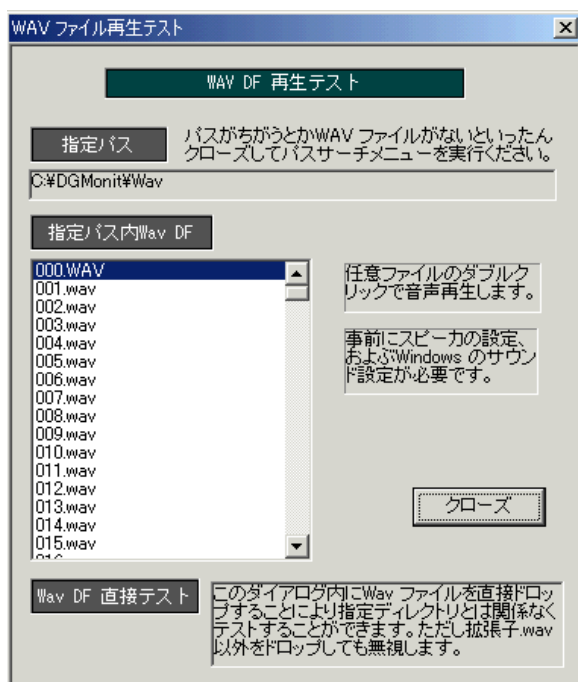 WAV ファイル再生テスト
WAV DF 再生テスト
指定パス
パスがちがうとかWAV ファイルがないといったん
クローズしてパスサーチメニューを実行ください。
C:¥DGMonit¥Wav
指定パス内Wav DF
000.WAV
001.wav
002.wav
003.wav
004.wav
005.wav
006.wav
007.wav
008.wav
009.wav
010.wav
011.wav
012.wav
013.wav
014.wav
015.wav
任意ファイルのダブルク
リックで音声再生します。
事前にスピーカの設定、
およぶWindows のサウン
ド設定が必要です。
クローズ
Wav DF 直接テスト
このダイアログ内にWav ファイルを直接ドロッ
プすることにより指定ディレクトリとは関係なく
テストすることができます。ただし拡張子.wav
以外をドロップしても無視します。